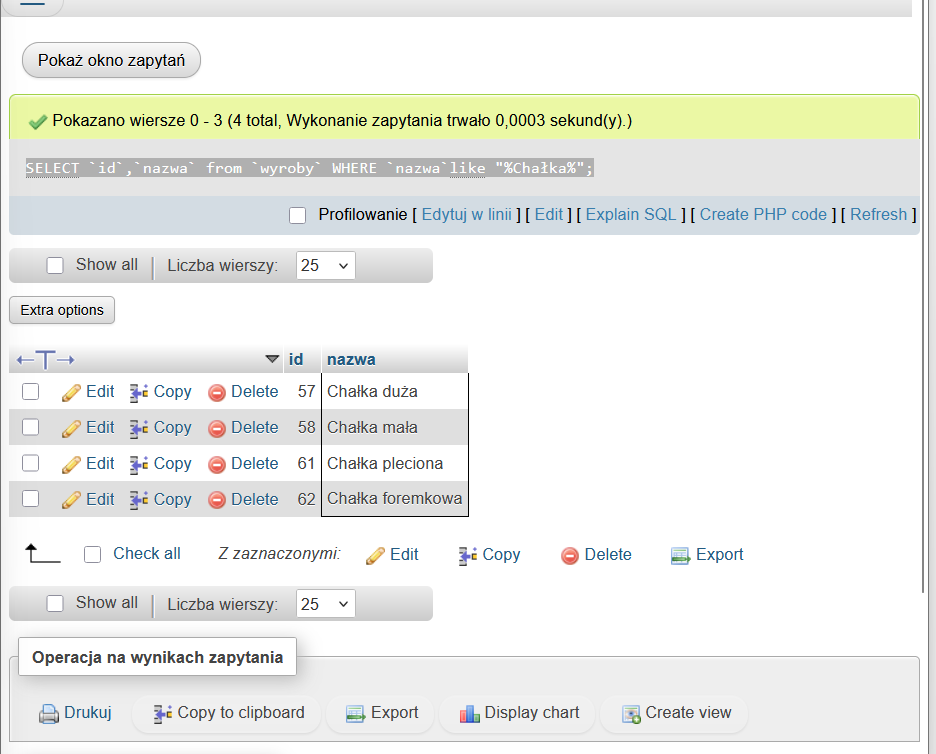 Pokaż okno zapytań
Pokazano wiersze 0 - 3 (4 total, Wykonanie zapytania trwało 0,0003 sekund(y).)
SELECT `id`,`nazwa` from `wyroby` WHERE `nazwa`like "%Chałka%";
Profilowanie [ Edytuj w linii ] [ Edit ] [ Explain SQL ] [ Create PHP code ] [ Refresh ]
Show all | Liczba wierszy: 25
Extra options
←T→ id nazwa
Edit Copy Delete 57 Chałka duża
Edit Copy Delete 58 Chałka mała
Edit Copy Delete 61 Chałka pleciona
Edit Copy Delete 62 Chałka foremkowa
Check all Z zaznaczonymi: Edit Copy Delete Export
Show all | Liczba wierszy: 25
Operacja na wynikach zapytania
Drukuj Copy to clipboard Export Display chart Create view